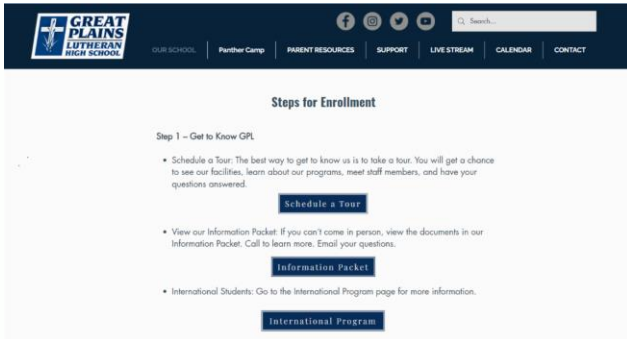 GREAT
PLAINS
LUTHERAN
HIGH SCHOOL
Search...
OUR SCHOOL Panther Camp PARENT RESOURCES SUPPORT LIVE STREAM CALENDAR CONTACT
Steps for Enrollment
Step 1 – Get to Know GPL
• Schedule a Tour: The best way to get to know us is to take a tour. You will get a chance
to see our facilities, learn about our programs, meet staff members, and have your
questions answered.
Schedule a Tour
• View our Information Packet: If you can't come in person, view the documents in our
Information Packet. Call to learn more. Email your questions.
Information Packet
• International Students: Go to the International Program page for more information.
International Program